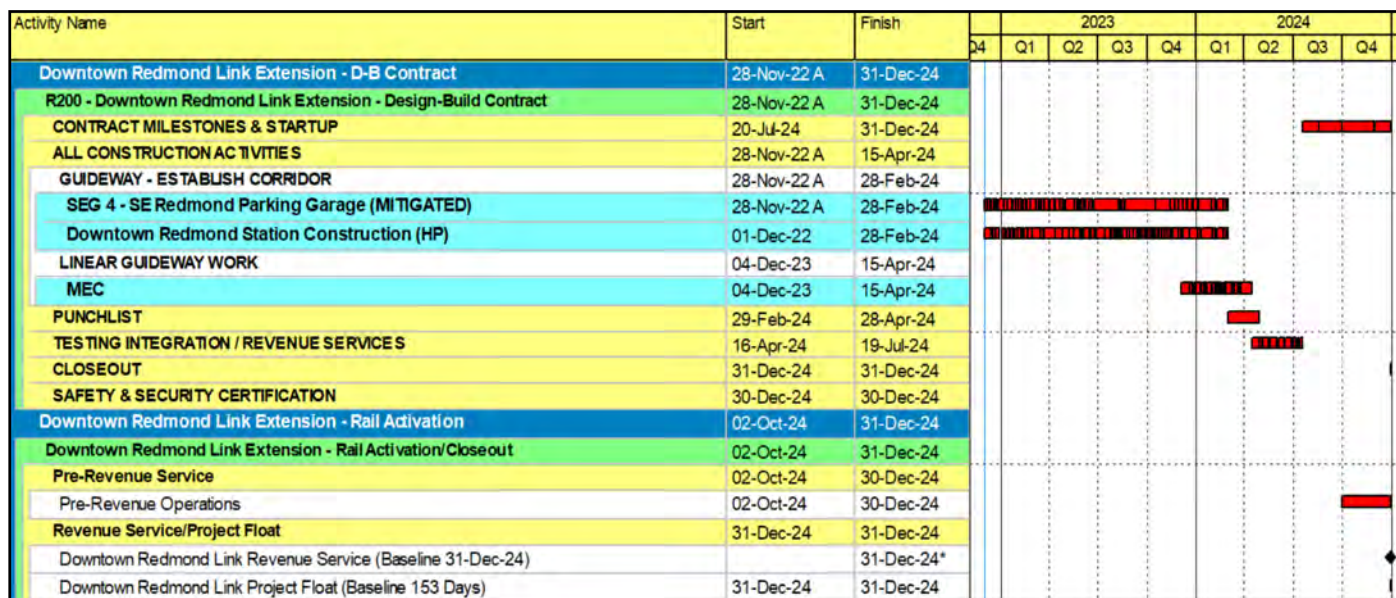 Activity Name Start Finish 2023 2024
Q4 Q1 Q2 Q3 Q4 Q1 Q2 Q3 Q4
Downtown Redmond Link Extension - D-B Contract 28-Nov-22 A 31-Dec-24
R200 - Downtown Redmond Link Extension - Design-Build Contract 28-Nov-22 A 31-Dec-24
CONTRACT MILESTONES & STARTUP 20-Jul-24 31-Dec-24
ALL CONSTRUCTION ACTIVITIES 28-Nov-22 A 15-Apr-24
GUIDEWAY - ESTABLISH CORRIDOR 28-Nov-22 A 28-Feb-24
SEG 4 - SE Redmond Parking Garage (MITIGATED) 28-Nov-22 A 28-Feb-24
Downtown Redmond Station Construction (HP) 01-Dec-22 28-Feb-24
LINEAR GUIDEWAY WORK 04-Dec-23 15-Apr-24
MEC 04-Dec-23 15-Apr-24
PUNCHLIST 29-Feb-24 28-Apr-24
TESTING INTEGRATION / REVENUE SERVICES 16-Apr-24 19-Jul-24
CLOSEOUT 31-Dec-24 31-Dec-24
SAFETY & SECURITY CERTIFICATION 30-Dec-24 30-Dec-24
Downtown Redmond Link Extension - Rail Activation 02-Oct-24 31-Dec-24
Downtown Redmond Link Extension - Rail Activation/Closeout 02-Oct-24 31-Dec-24
Pre-Revenue Service 02-Oct-24 30-Dec-24
Pre-Revenue Operations 02-Oct-24 30-Dec-24
Revenue Service/Project Float 31-Dec-24 31-Dec-24
Downtown Redmond Link Revenue Service (Baseline 31-Dec-24) 31-Dec-24*
Downtown Redmond Link Project Float (Baseline 153 Days) 31-Dec-24 31-Dec-24